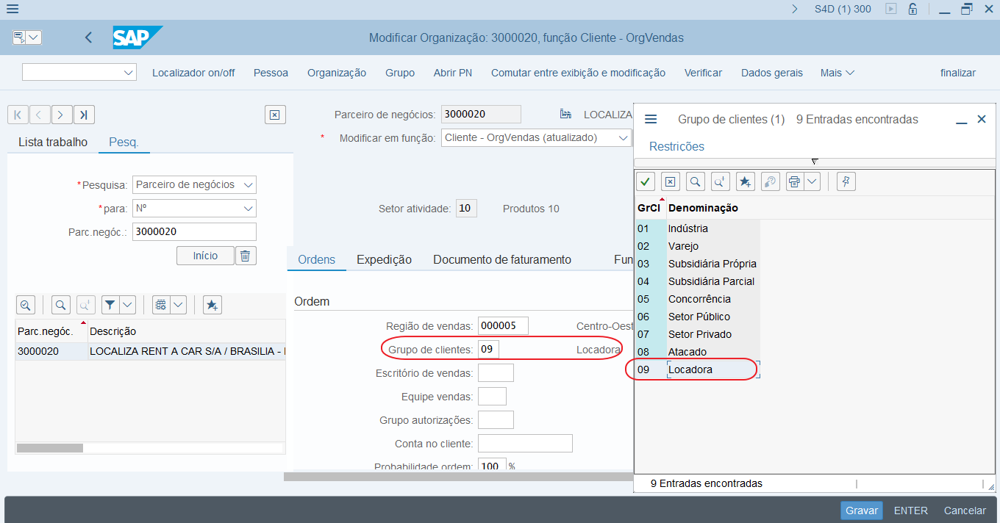 S4D (1) 300
SAP
Modificar Organização: 3000020, função Cliente - OrgVendas
Localizador on/off Pessoa Organização Grupo Abrir PN Comutar entre exibição e modificação Verificar Dados gerais Mais finalizar
Lista trabalho Pesq.
*Pesquisa: Parceiro de negócios
*para: Nº
Parc.negóc.: 3000020
Início
Parc.negóc. Descrição
3000020 LOCALIZA RENT A CAR S/A / BRASILIA -
Parceiro de negócios: 3000020 LOCALIZA
* Modificar em função: Cliente - OrgVendas (atualizado)
Setor atividade: 10 Produtos 10
Ordens Expedição Documento de faturamento Fun
Ordem
Região de vendas: 000005 Centro-Oest
Grupo de clientes: 09 Locadora
Escritório de vendas:
Equipe vendas:
Grupo autorizações:
Conta no cliente:
Probabilidade ordem: 100 %
Grupo de clientes (1) 9 Entradas encontradas
Restrições
GrCl Denominação
01 Indústria
02 Varejo
03 Subsidiária Própria
04 Subsidiária Parcial
05 Concorrência
06 Setor Público
07 Setor Privado
08 Atacado
09 Locadora
9 Entradas encontradas
Gravar ENTER Cancelar